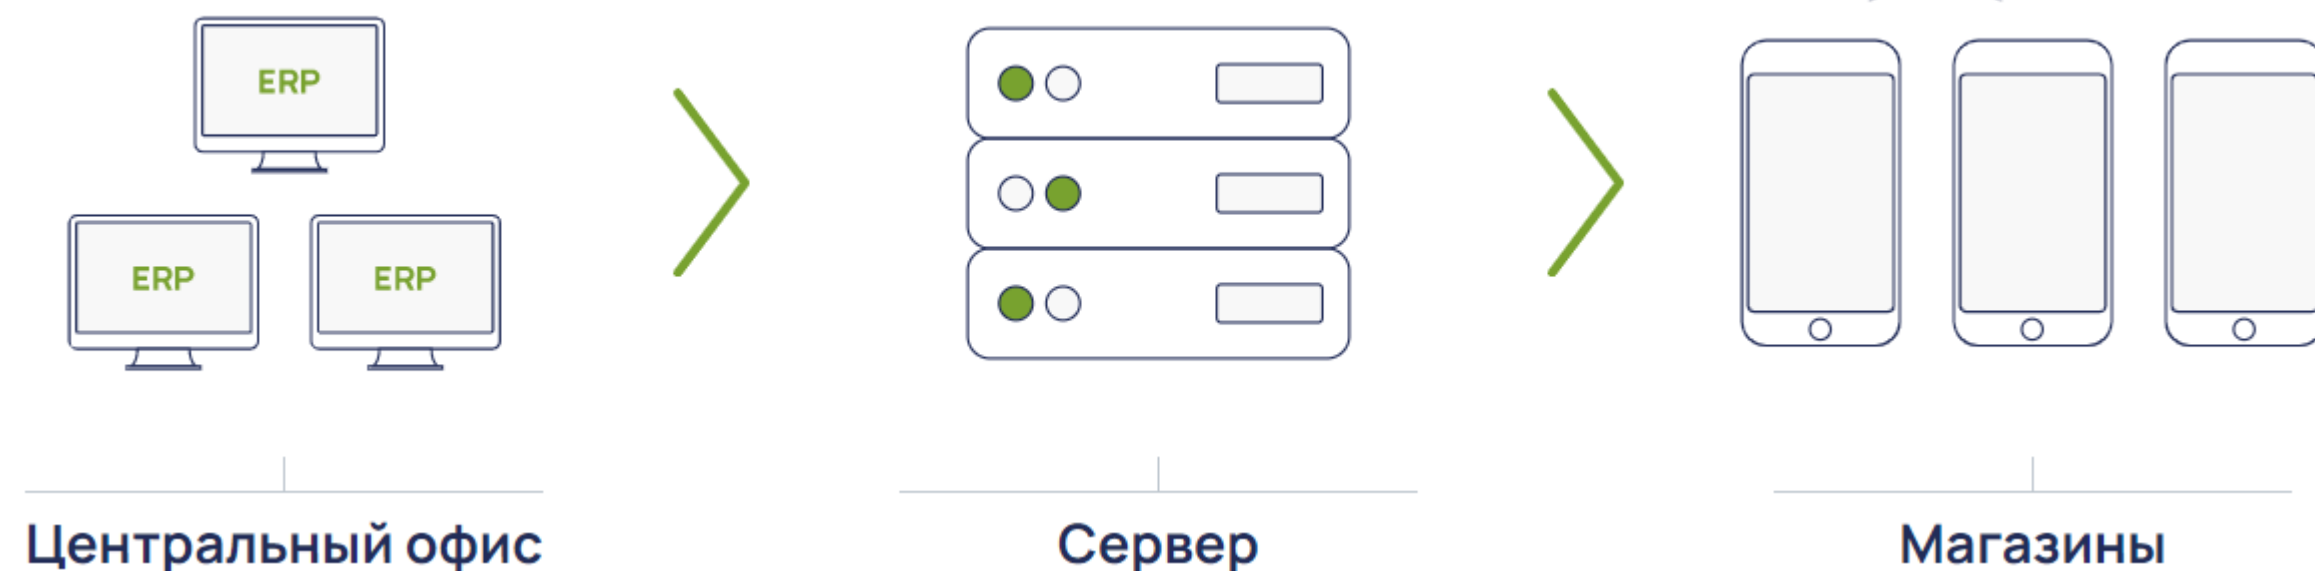 ERP
ERP
ERP
Центральный офис
Сервер
Магазины